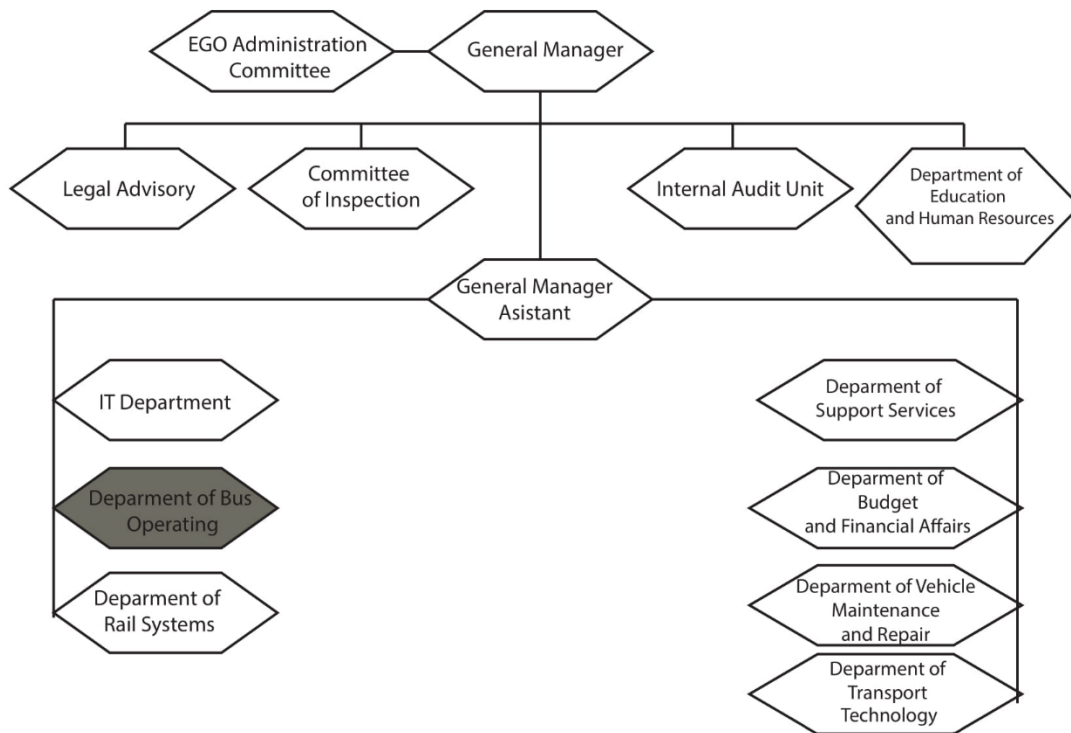 EGO Administration
Committee
General Manager
Legal Advisory
Committee
of Inspection
Internal Audit Unit
Department of
Education
and Human Resources
General Manager
Asistant
IT Department
Deparment of Bus
Operating
Deparment of
Rail Systems
Deparment of
Support Services
Deparment of
Budget
and Financial Affairs
Deparment of Vehicle
Maintenance
and Repair
Deparment of
Transport
Technology